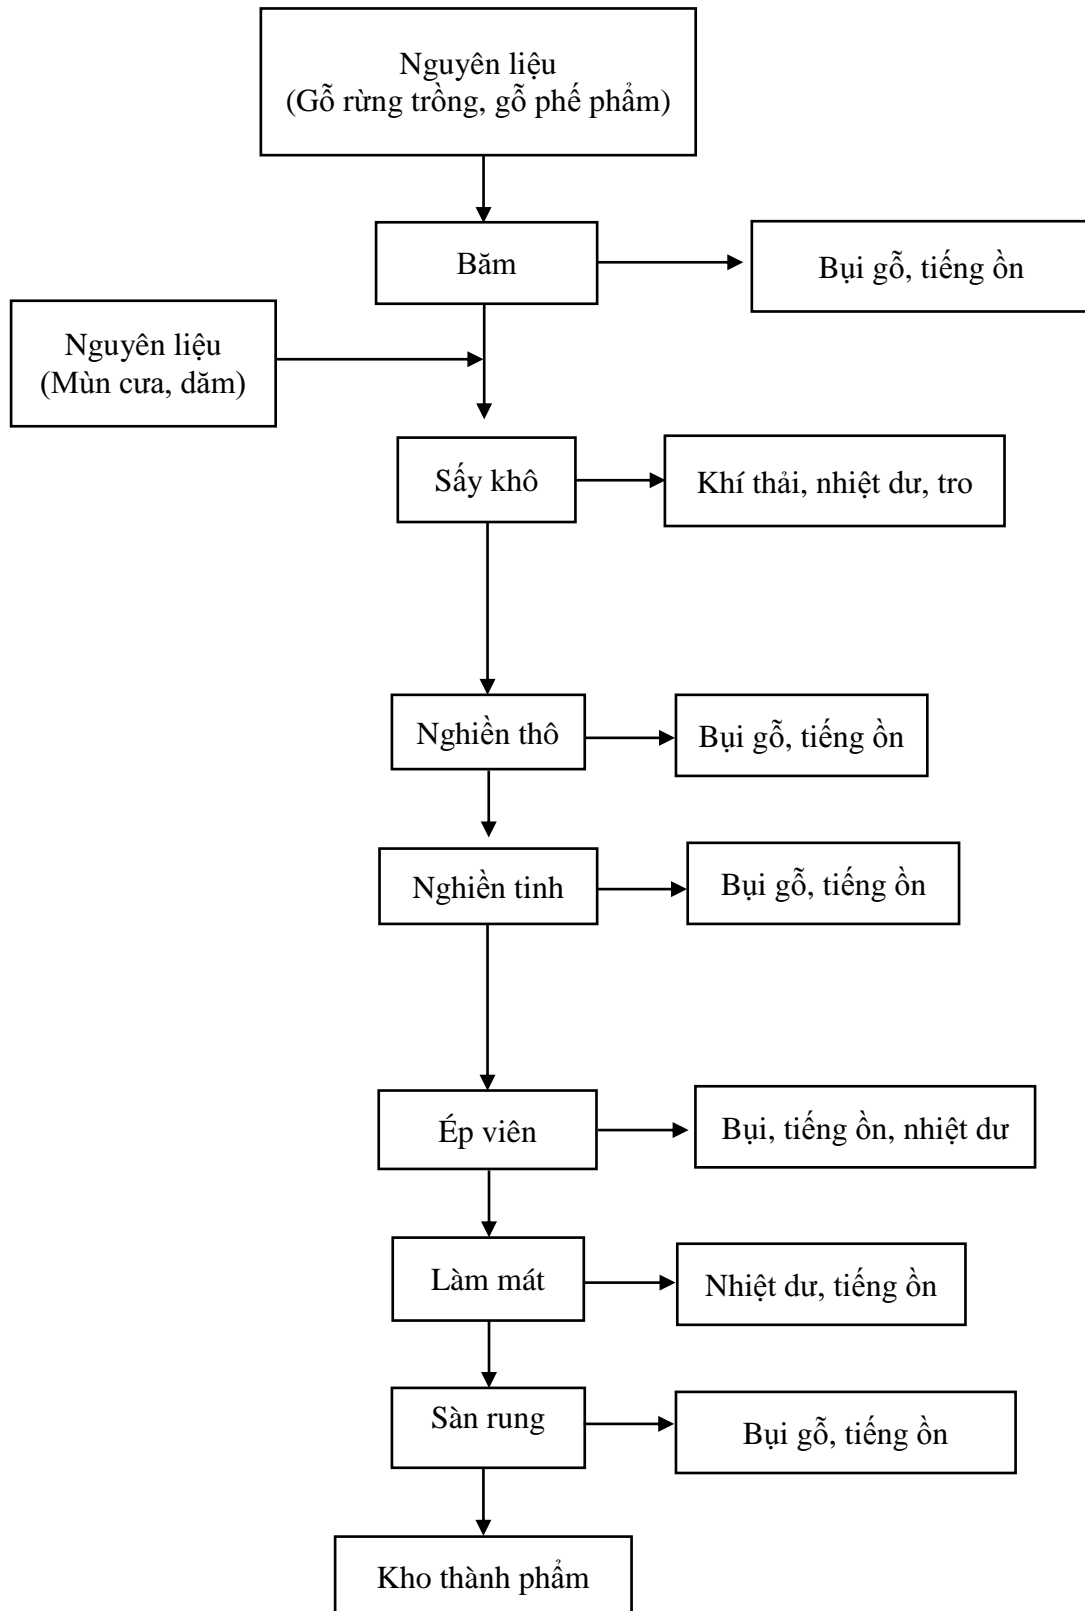 Nguyên liệu
(Gỗ rừng trồng, gỗ phế phẩm)
Băm
Bụi gỗ, tiếng ồn
Nguyên liệu
(Mùn cưa, dăm)
Sấy khô
Khí thải, nhiệt dư, tro
Nghiền thô
Bụi gỗ, tiếng ồn
Nghiền tinh
Bụi gỗ, tiếng ồn
Ép viên
Bụi, tiếng ồn, nhiệt dư
Làm mát
Nhiệt dư, tiếng ồn
Sàn rung
Bụi gỗ, tiếng ồn
Kho thành phẩm